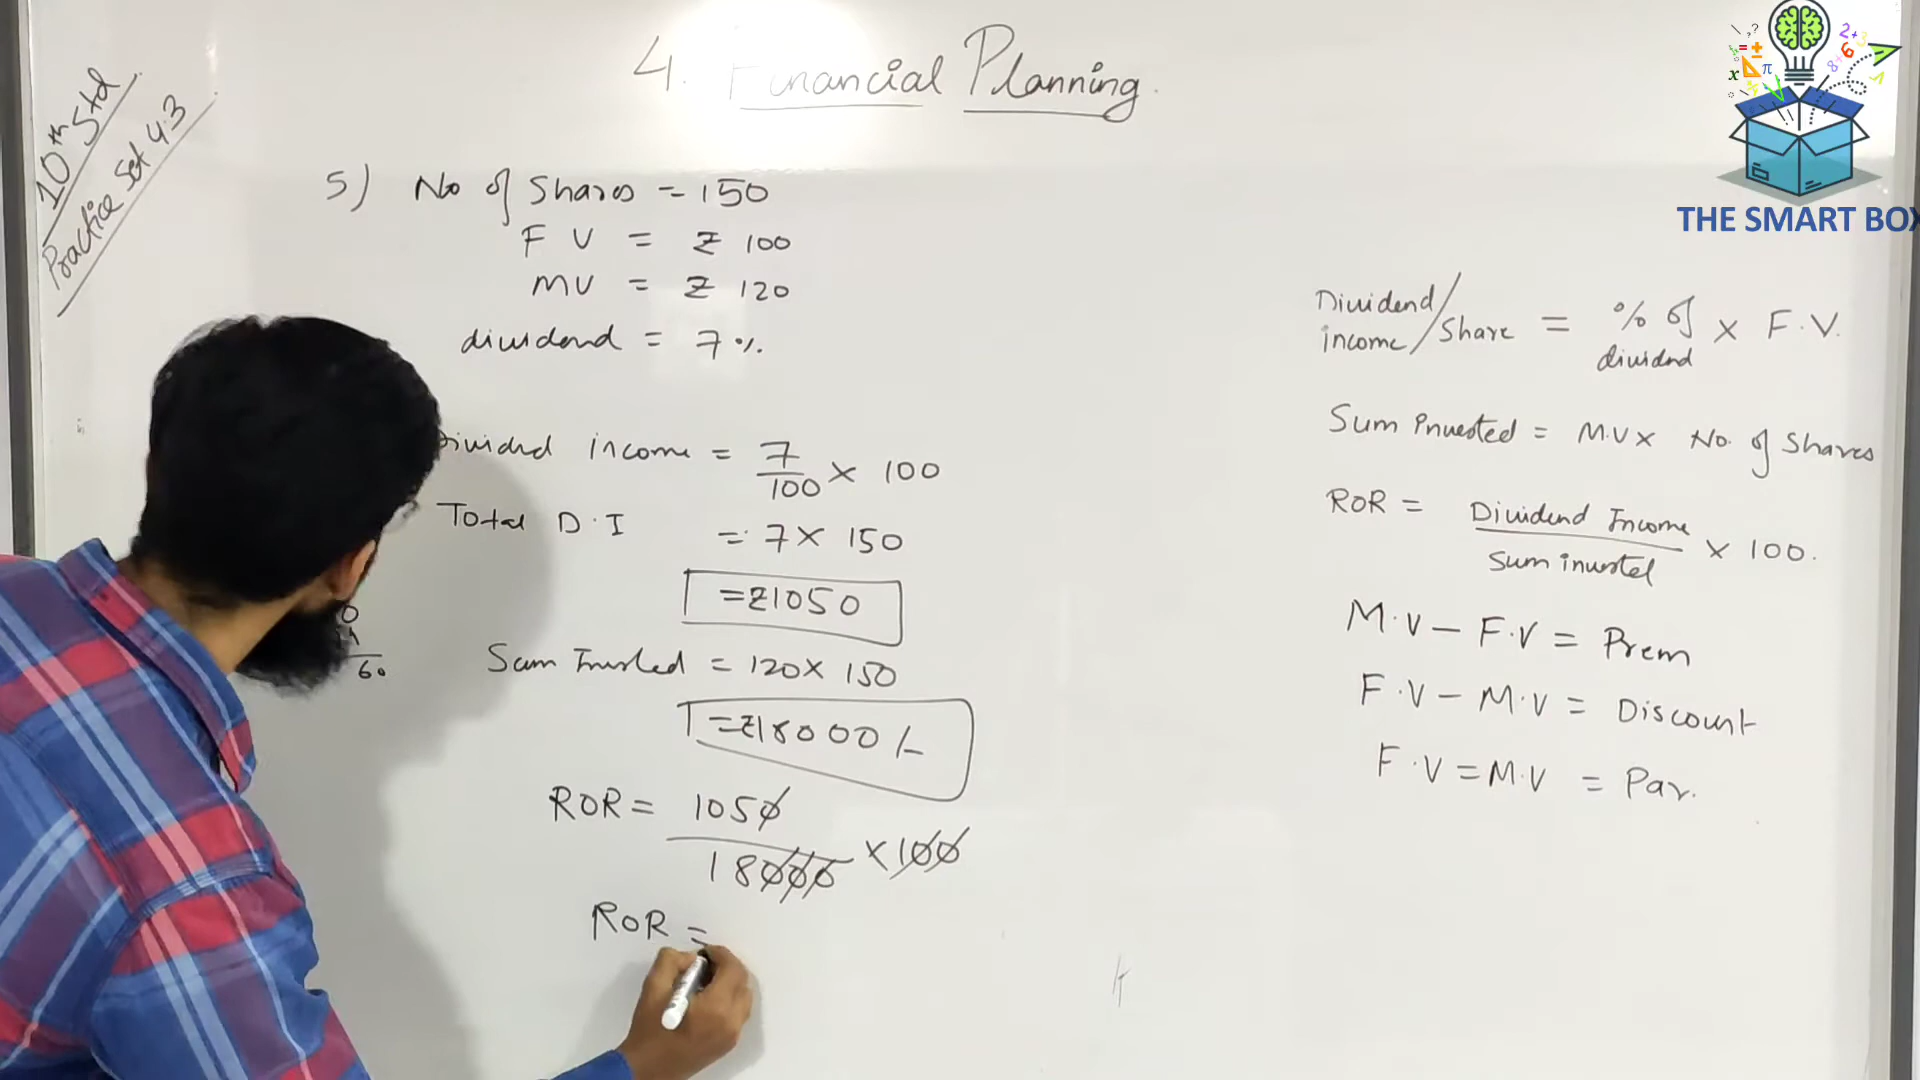 4. Financial Planning
10th Std
Practice Set 4.3
5) No of Shares = 150
F V = ₹ 100
MV = ₹ 120
dividend = 7%
Dividend income = 7/100 × 100
Total D.I = 7 × 150
= ₹1050
Sum Invested = 120 × 150
= ₹18000/-
ROR = 1050/18000 × 100
ROR =
60
Dividend income / Share = % of dividend × F.V.
Sum Invested = M.V × No. of Shares
ROR = Dividend Income / Sum invested × 100.
M.V – F.V = Prem
F.V – M.V = Discount
F.V = M.V = Par.
THE SMART BOX